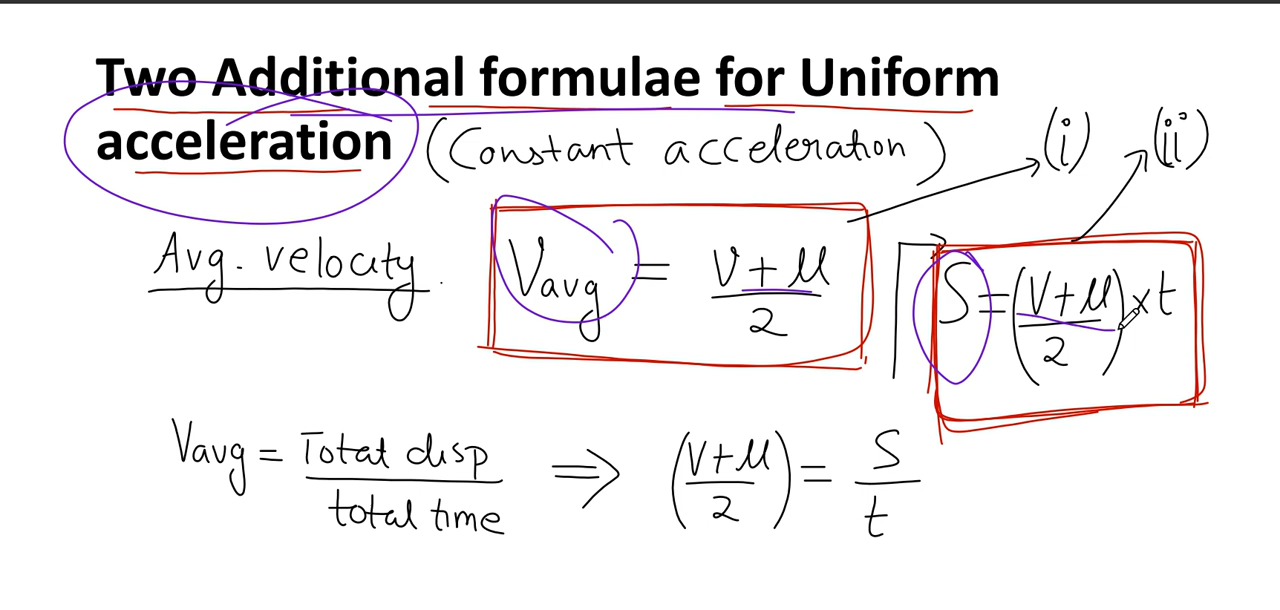 Two Additional formulae for Uniform
acceleration (Constant acceleration) (i) (ii)
Avg. velocity Vavg = V+u/2 S=(V+u/2)×t
Vavg = Total disp/total time ⇒ (V+u/2) = S/t